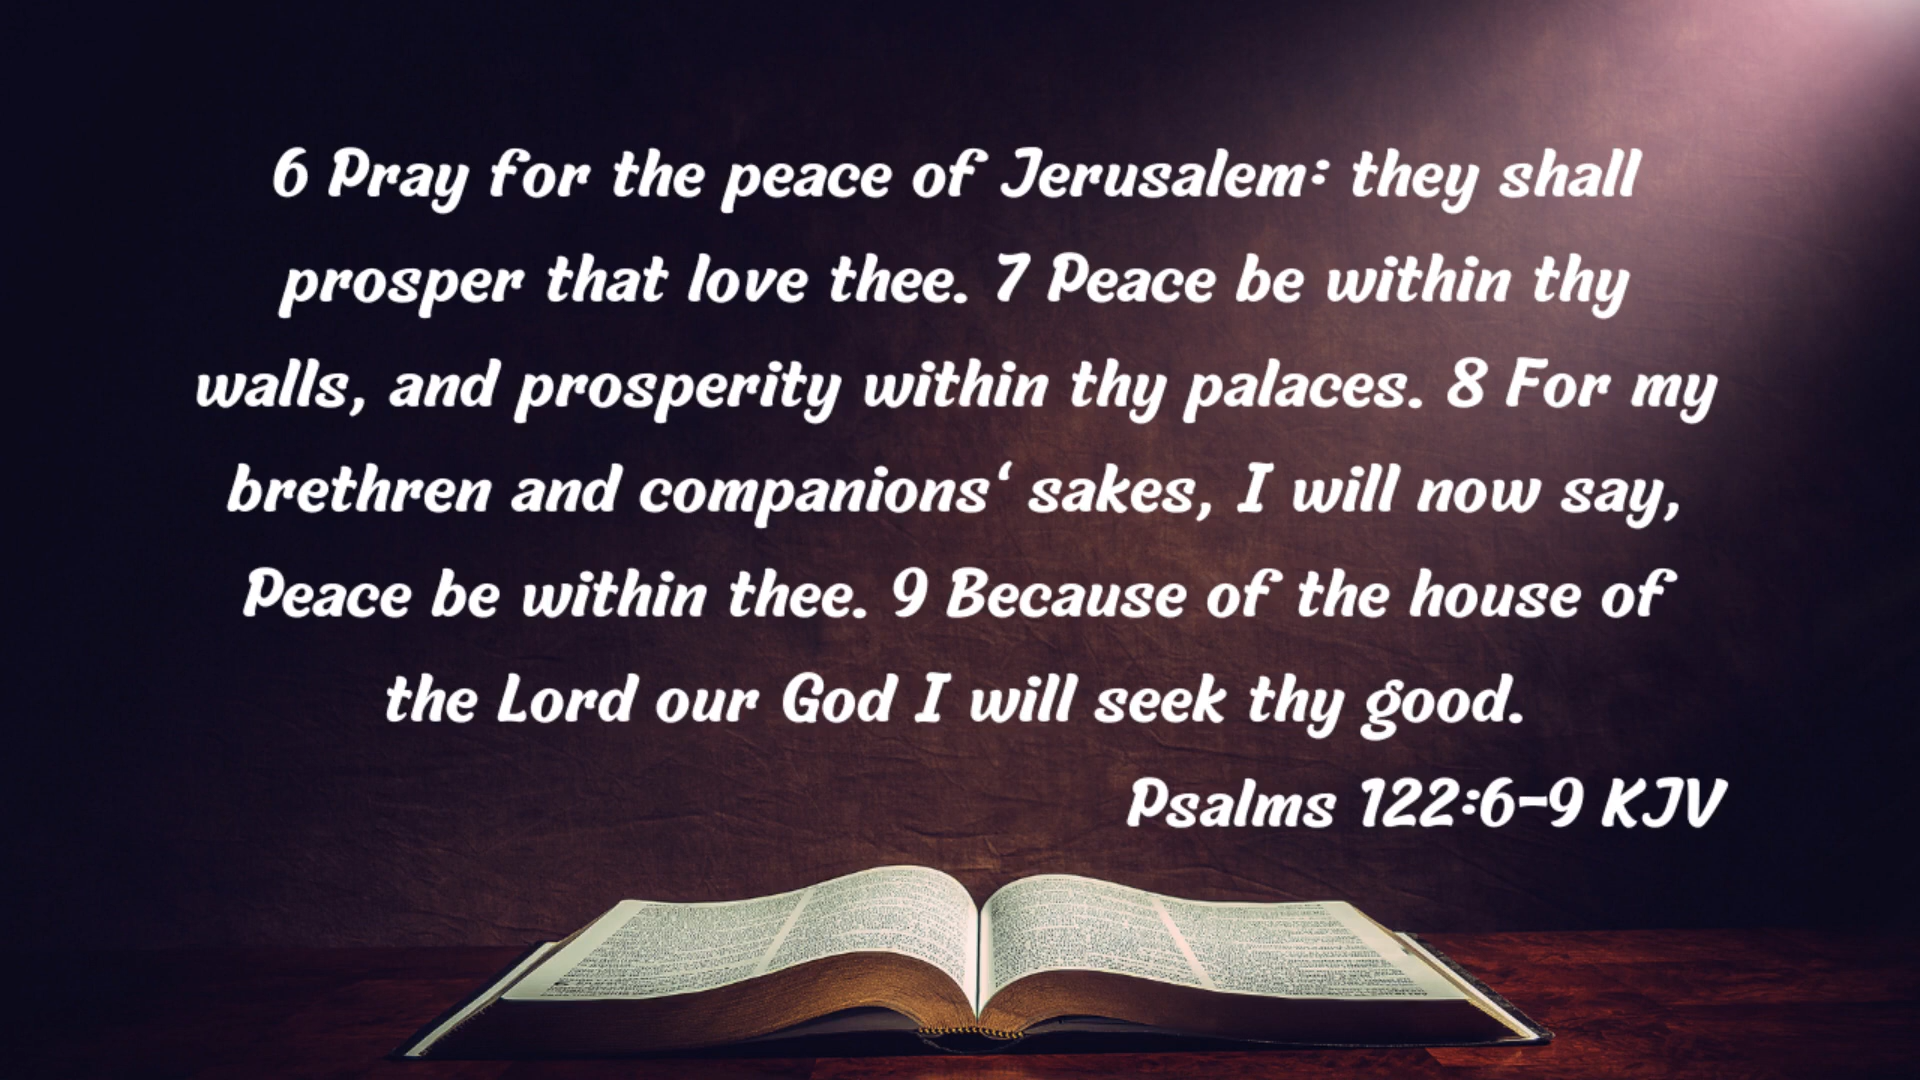 6 Pray for the peace of Jerusalem: they shall
prosper that love thee. 7 Peace be within thy
walls, and prosperity within thy palaces. 8 For my
brethren and companions‘ sakes, I will now say,
Peace be within thee. 9 Because of the house of
the Lord our God I will seek thy good.
Psalms 122:6-9 KJV